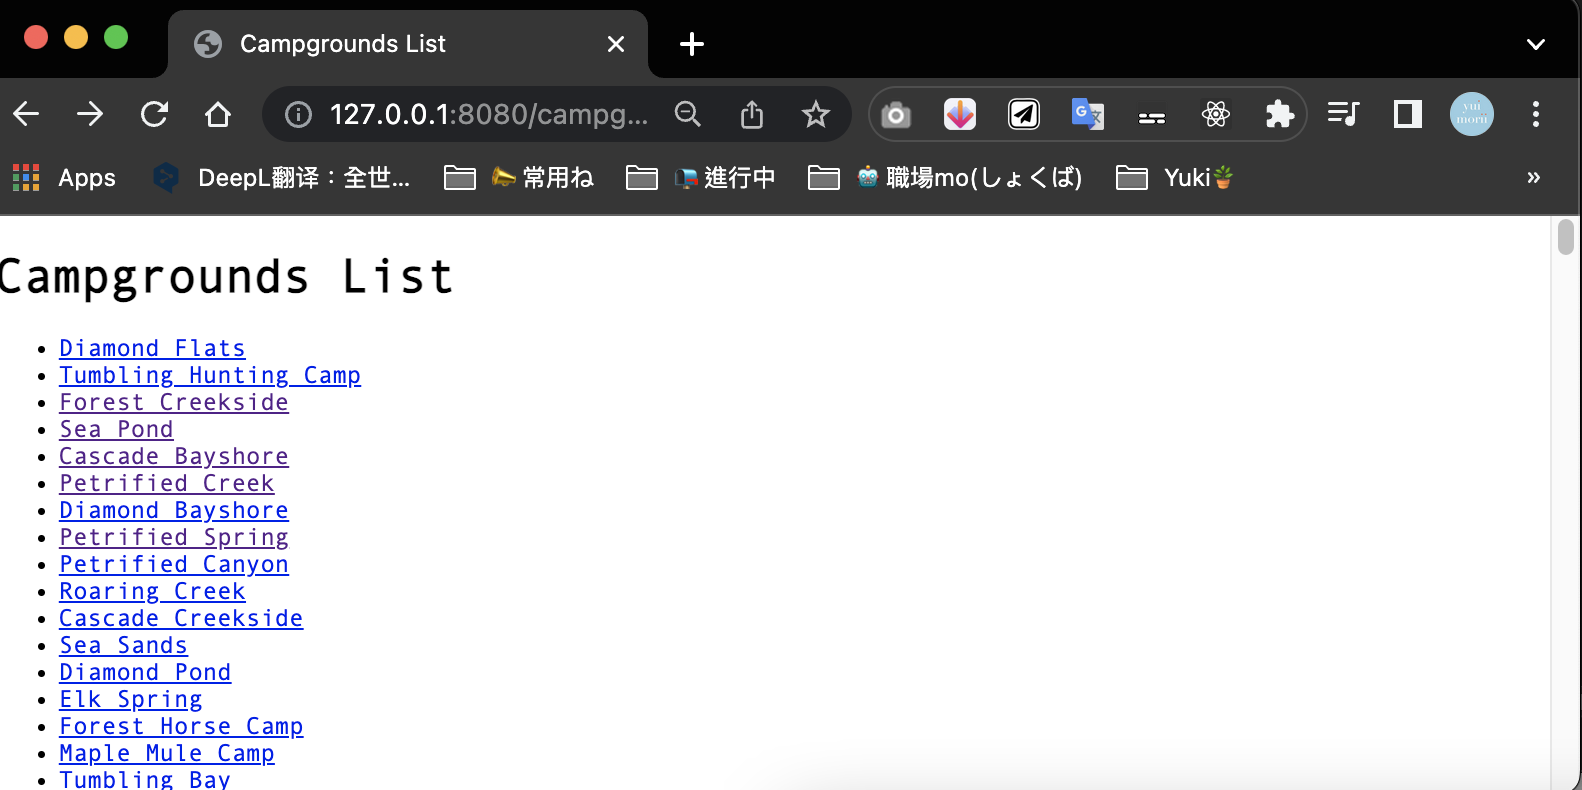 Campgrounds List
127.0.0.1:8080/campg...
yui
morii
Apps
DeepL翻译：全世...
常用ね
進行中
職場mo(しょくば)
Yuki
»
Campgrounds List
• Diamond Flats
• Tumbling Hunting Camp
• Forest Creekside
• Sea Pond
• Cascade Bayshore
• Petrified Creek
• Diamond Bayshore
• Petrified Spring
• Petrified Canyon
• Roaring Creek
• Cascade Creekside
• Sea Sands
• Diamond Pond
• Elk Spring
• Forest Horse Camp
• Maple Mule Camp
• Tumbling Bay